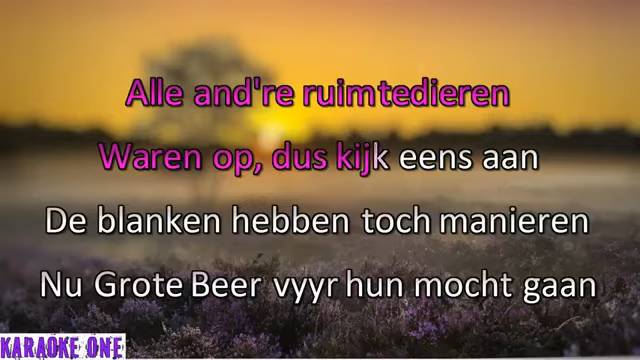 Alle and're ruimtedieren
Waren op, dus kijk eens aan
De blanken hebben toch manieren
Nu Grote Beer vyyr hun mocht gaan
KARAOKE ONE